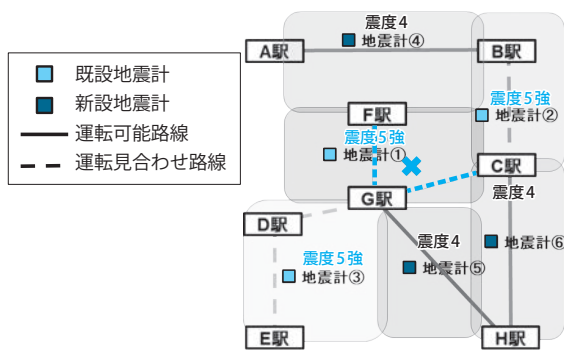 既設地震計
新設地震計
運転可能路線
運転見合わせ路線
震度4
A駅
地震計④
B駅
F駅
震度5強
地震計②
震度5強
地震計①
C駅
震度4
G駅
D駅
震度4
地震計⑥
震度5強
地震計③
地震計⑤
E駅
H駅